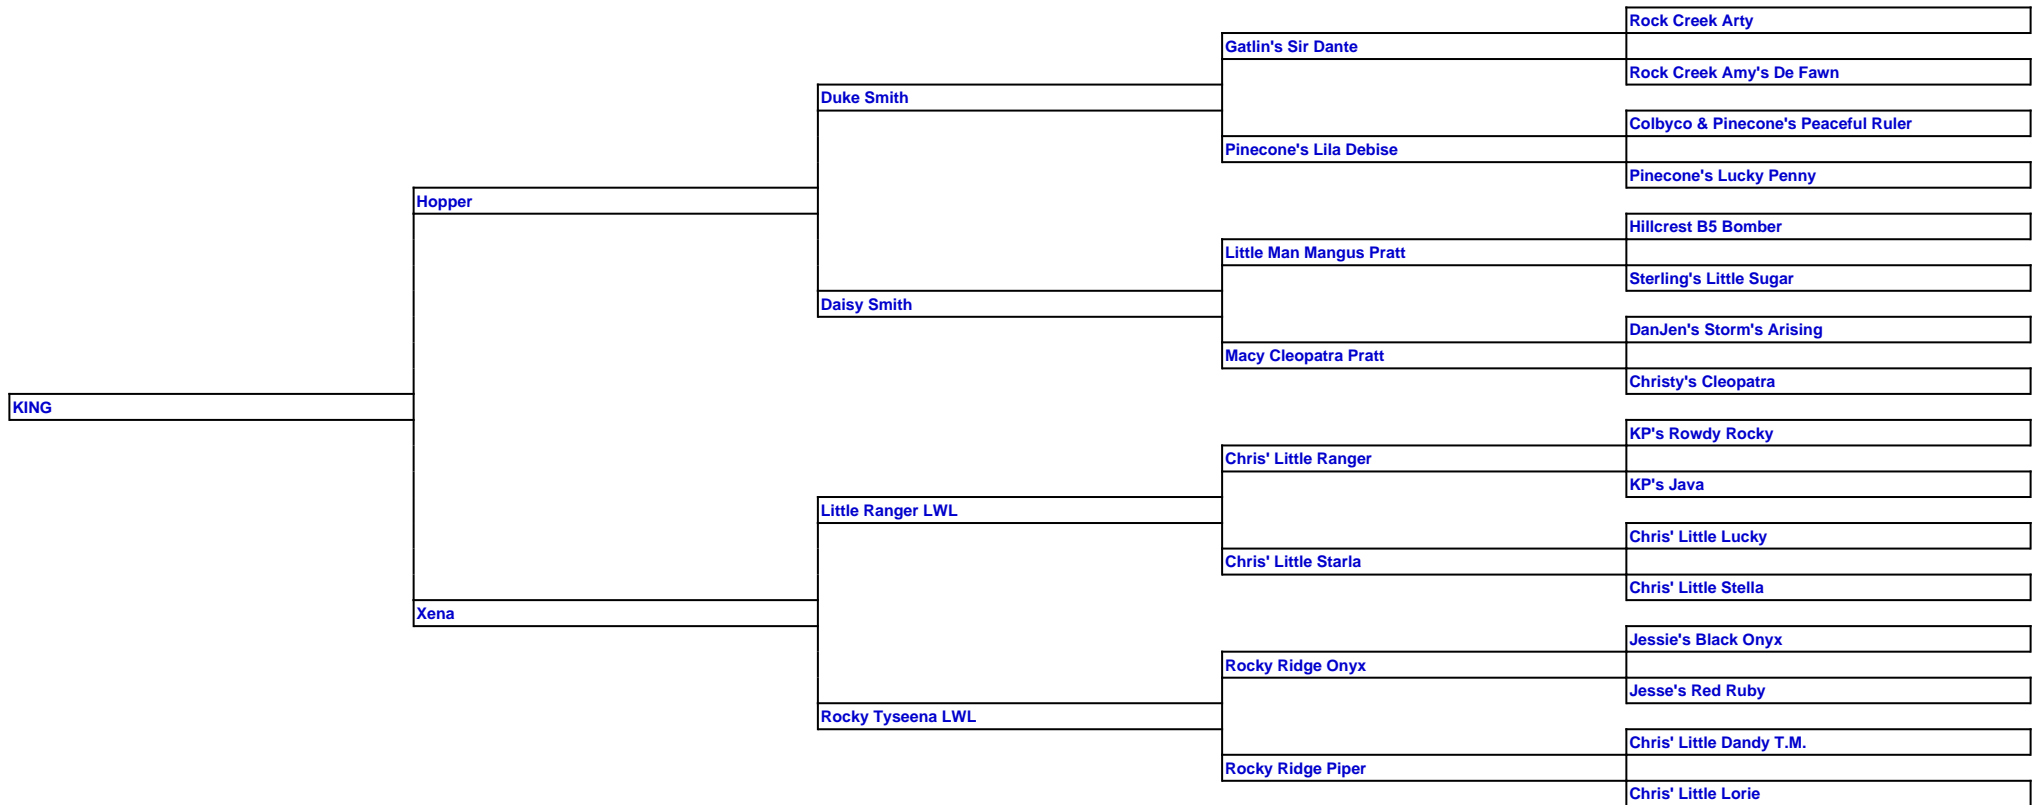 Rock Creek Arty
Gatlin's Sir Dante
Rock Creek Amy's De Fawn
Duke Smith
Colbyco & Pinecone's Peaceful Ruler
Pinecone's Lila Debise
Pinecone's Lucky Penny
Hopper
Hillcrest B5 Bomber
Little Man Mangus Pratt
Sterling's Little Sugar
Daisy Smith
DanJen's Storm's Arising
Macy Cleopatra Pratt
Christy's Cleopatra
KING
KP's Rowdy Rocky
Chris' Little Ranger
KP's Java
Little Ranger LWL
Chris' Little Lucky
Chris' Little Starla
Chris' Little Stella
Xena
Jessie's Black Onyx
Rocky Ridge Onyx
Jesse's Red Ruby
Rocky Tyseena LWL
Chris' Little Dandy T.M.
Rocky Ridge Piper
Chris' Little Lorie